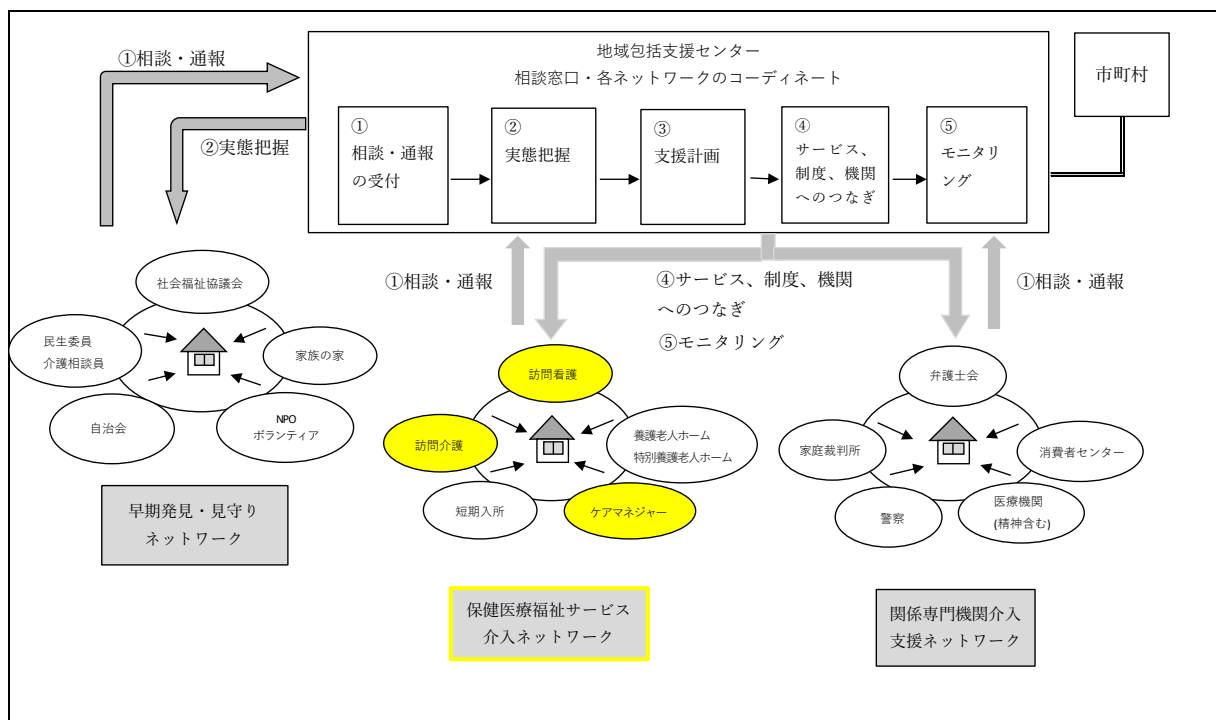 ①相談・通報
②実態把握
地域包括支援センター
相談窓口・各ネットワークのコーディネート
①
相談・通報
の受付
②
実態把握
③
支援計画
④
サービス、
制度、機関
へのつなぎ
⑤
モニタリ
ング
市町村
①相談・通報
④サービス、制度、機関
へのつなぎ
⑤モニタリング
①相談・通報
社会福祉協議会
民生委員
介護相談員
家族の家
自治会
NPO
ボランティア
早期発見・見守り
ネットワーク
訪問看護
訪問介護
養護老人ホーム
特別養護老人ホーム
短期入所
ケアマネジャー
保健医療福祉サービス
介入ネットワーク
弁護士会
家庭裁判所
消費者センター
警察
医療機関
(精神含む)
関係専門機関介入
支援ネットワーク